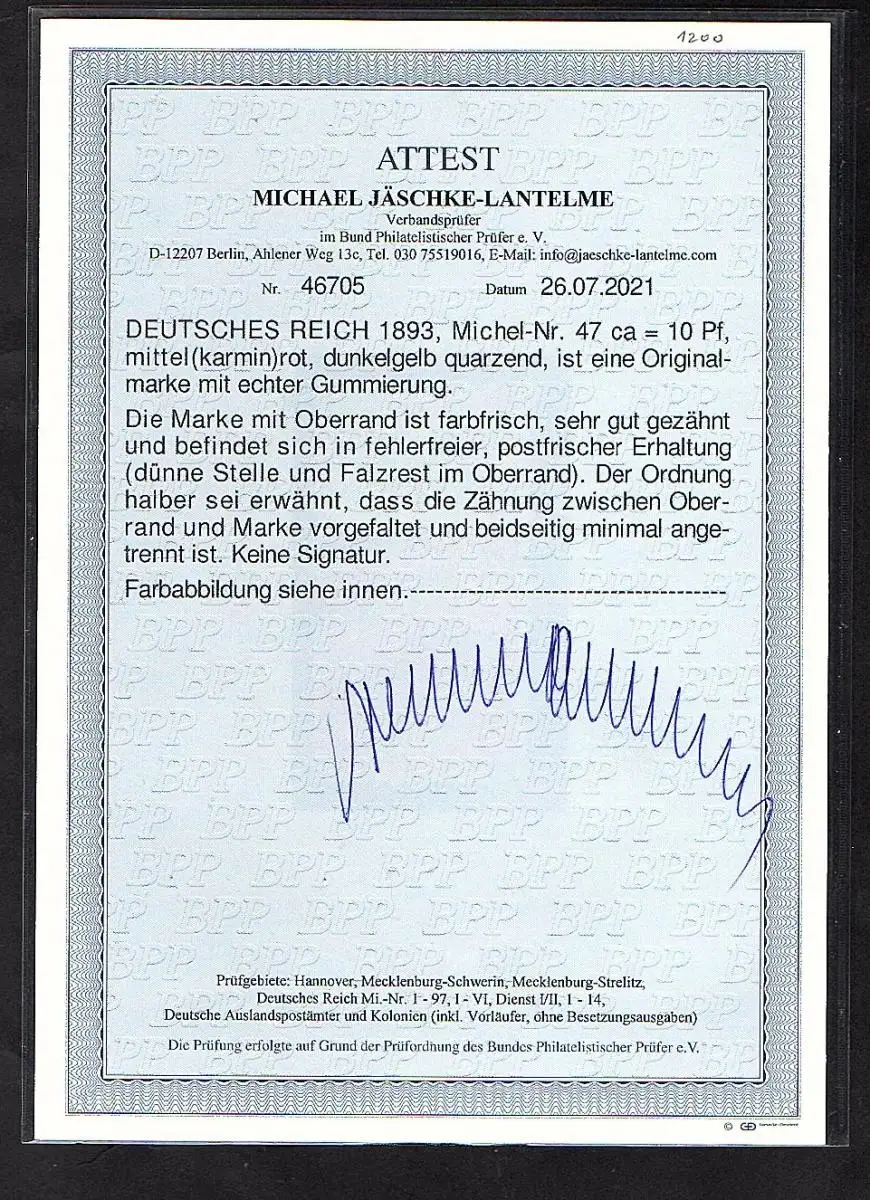 1200
ATTEST
MICHAEL JÄSCHKE-LANTELME
Verbandsprüfer
im Bund Philatelistischer Prüfer e. V.
D-12207 Berlin, Ahlener Weg 13c, Tel. 030 75519016, E-Mail: info@jaeschke-lantelme.com
Nr. 46705 Datum 26.07.2021
DEUTSCHES REICH 1893, Michel-Nr. 47 ca = 10 Pf,
mittel(karmin)rot, dunkelgelb quarzend, ist eine Original-
marke mit echter Gummierung.
Die Marke mit Oberrand ist farbfrisch, sehr gut gezähnt
und befindet sich in fehlerfreier, postfrischer Erhaltung
(dünne Stelle und Falzrest im Oberrand). Der Ordnung
halber sei erwähnt, dass die Zähnung zwischen Ober-
rand und Marke vorgefaltet und beidseitig minimal ange-
trennt ist. Keine Signatur.
Farbabbildung siehe innen.--------------------------------------
Prüfgebiete: Hannover, Mecklenburg-Schwerin, Mecklenburg-Strelitz,
Deutsches Reich Mi.-Nr. 1 - 97, I - VI, Dienst I/II, 1 - 14,
Deutsche Auslandspostämter und Kolonien (inkl. Vorläufer, ohne Besetzungsausgaben)
Die Prüfung erfolgte auf Grund der Prüfordnung des Bundes Philatelistischer Prüfer e.V.
©